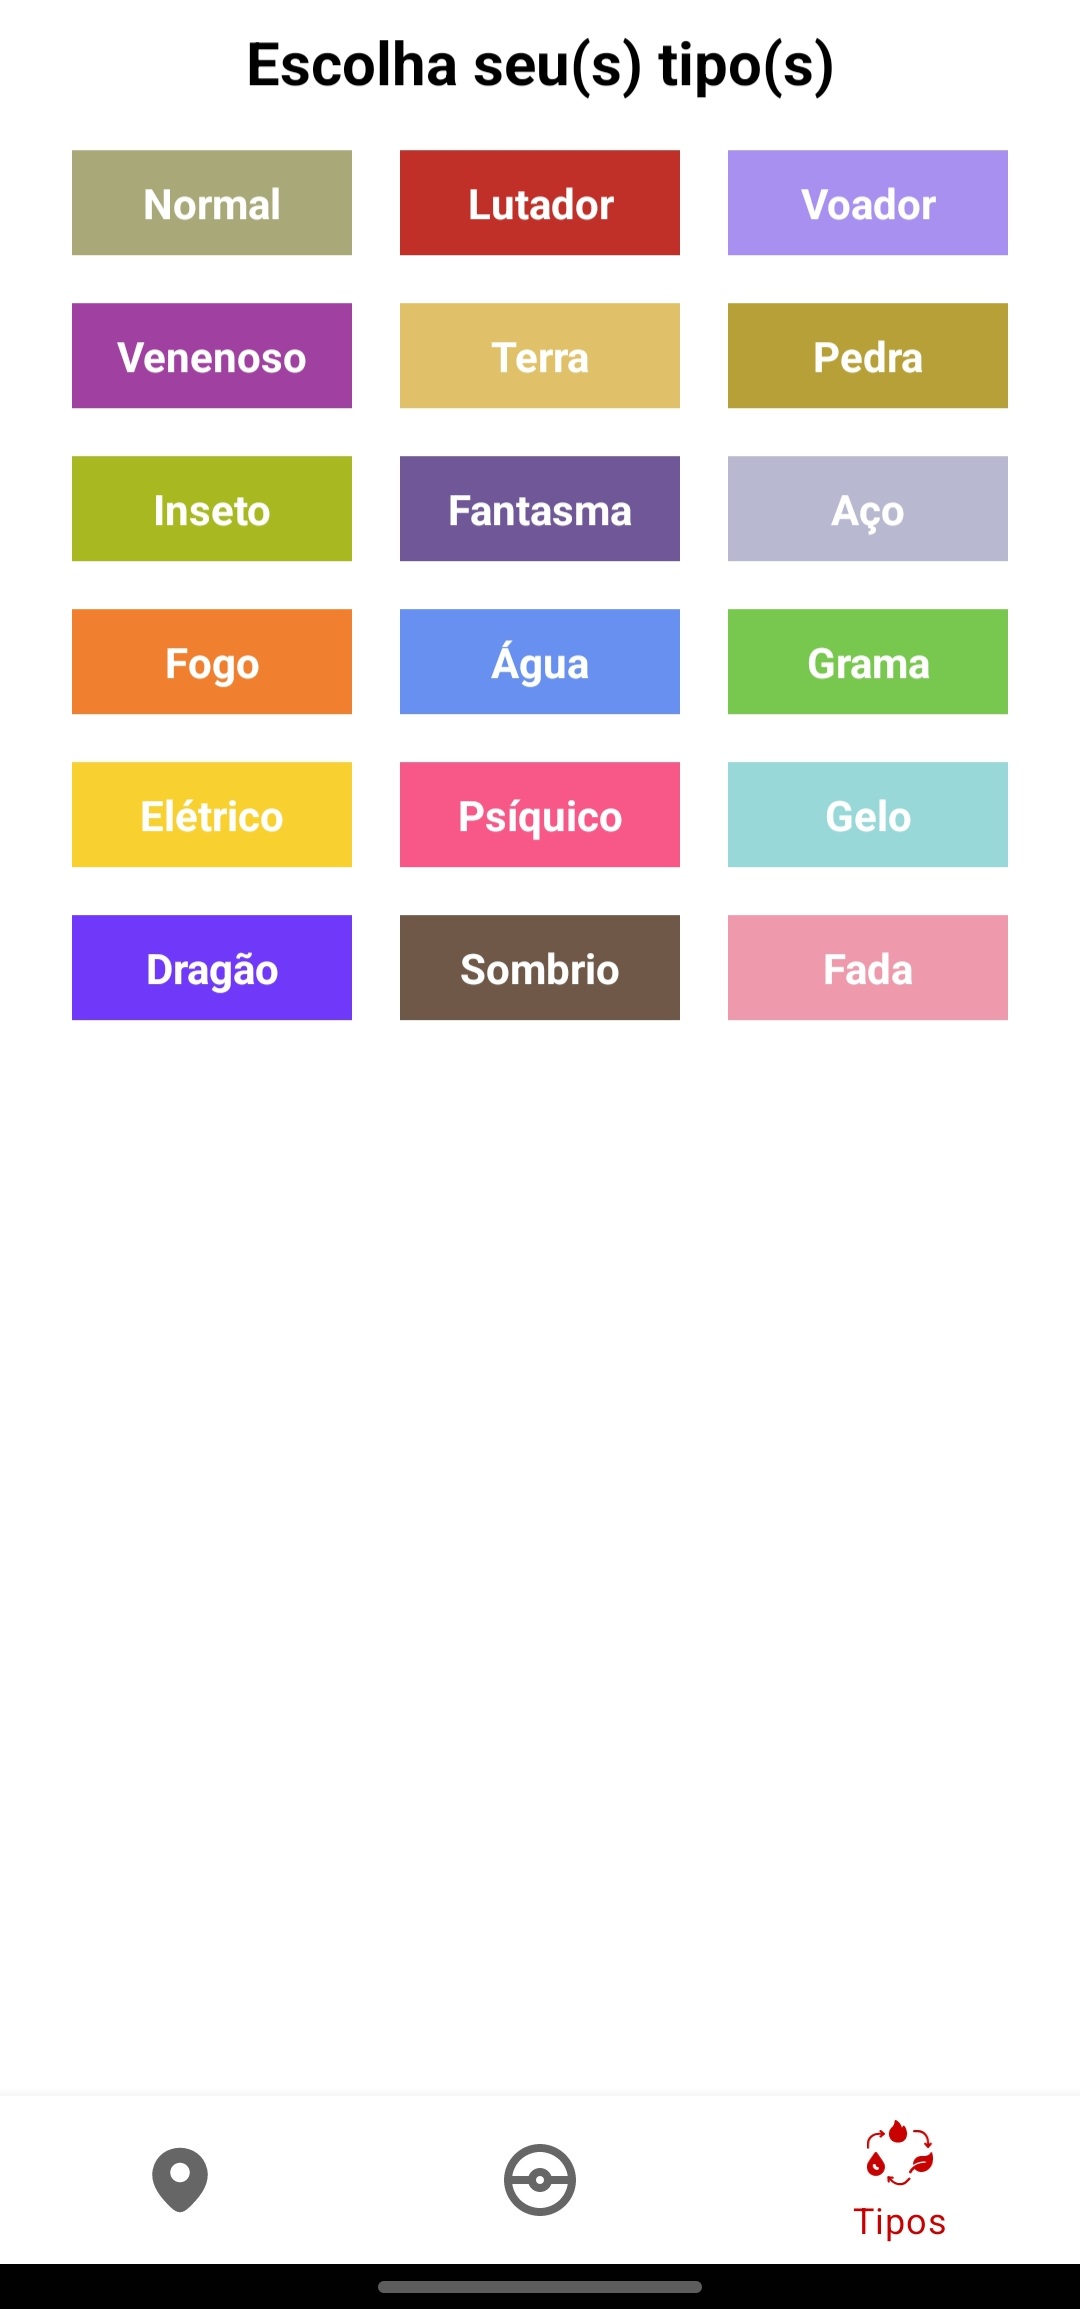 Escolha seu(s) tipo(s)
Normal
Lutador
Voador
Venenoso
Terra
Pedra
Inseto
Fantasma
Aço
Fogo
Água
Grama
Elétrico
Psíquico
Gelo
Dragão
Sombrio
Fada
Tipos